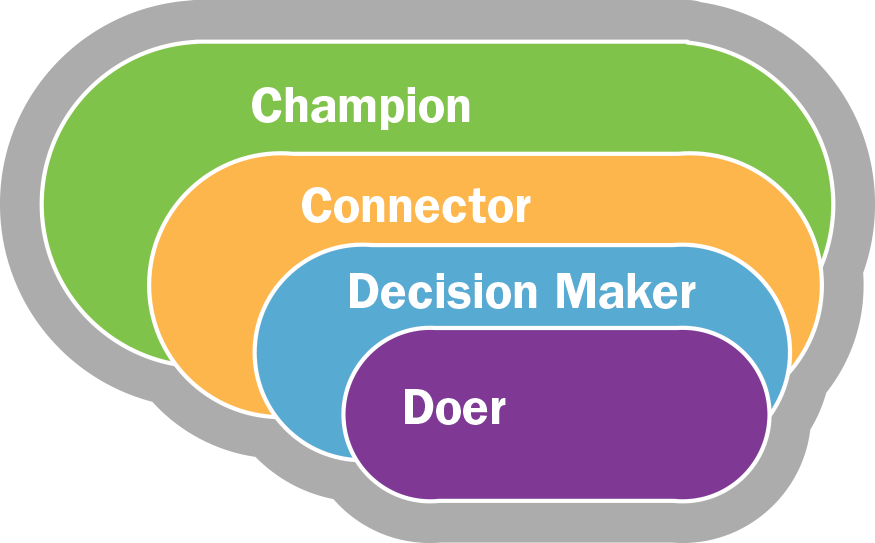 Champion
Connector
Decision Maker
Doer